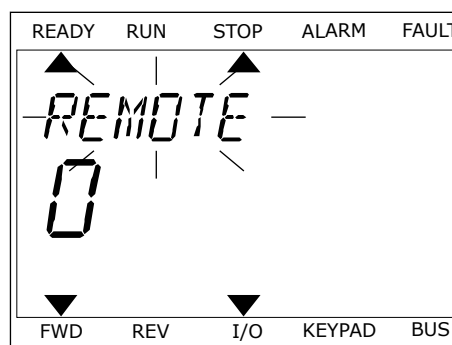 READY RUN STOP ALARM FAULT
REMOTE
0
FWD REV I/O KEYPAD BUS